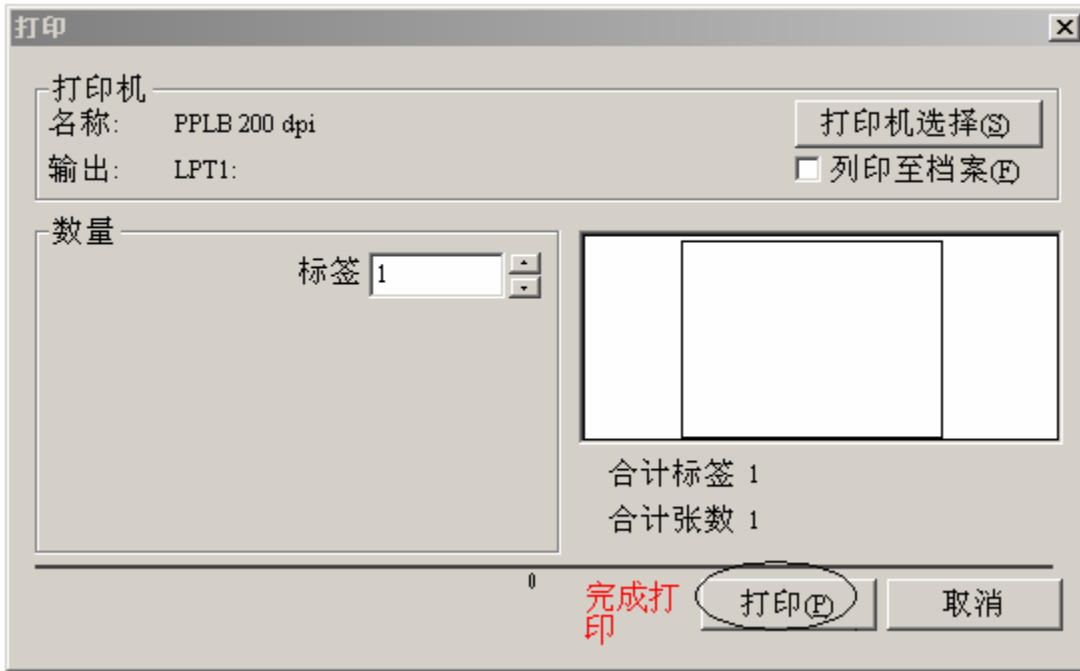 打印
打印机
名称: PPLB 200 dpi
打印机选择(S)
输出: LPT1:
列印至档案(F)
数量
标签 1
合计标签 1
合计张数 1
0
完成打
印
打印(P)
取消